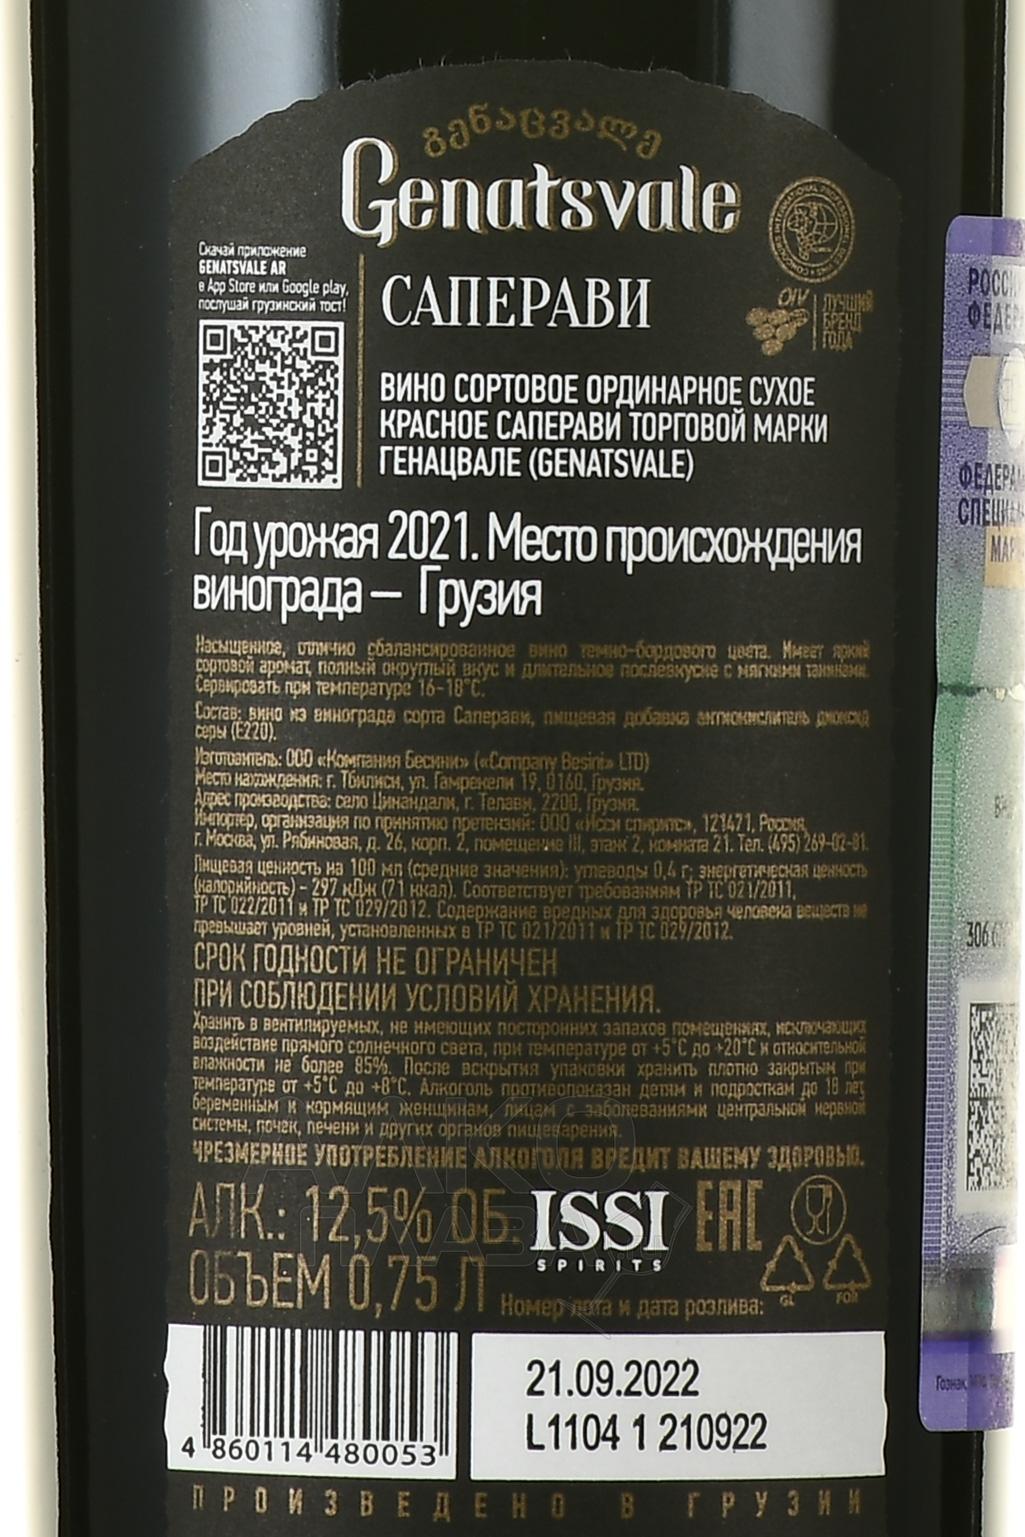 გენაცვალე
Genatsvale
Скачай приложение
GENATSVALE AR
в App Store или Google play,
послушай грузинский тост!
CONCOURS INTERNATIONAL PROFESSIONNEL DES VINS
OIV
ЛУЧШИЙ
БРЕНД
ГОДА
САПЕРАВИ
ВИНО СОРТОВОЕ ОРДИНАРНОЕ СУХОЕ
КРАСНОЕ САПЕРАВИ ТОРГОВОЙ МАРКИ
ГЕНАЦВАЛЕ (GENATSVALE)
Год урожая 2021. Место происхождения
винограда — Грузия
Насыщенное, отлично сбалансированное вино темно-бордового цвета. Имеет яркий
сортовой аромат, полный округлый вкус и длительное послевкусие с мягкими танинами.
Сервировать при температуре 16-18°С.
Состав: вино из винограда сорта Саперави, пищевая добавка антиокислитель диоксид
серы (Е220).
Изготовитель: ООО «Компания Бесини» («Company Besini» LTD)
Место нахождения: г. Тбилиси, ул. Гамрекели 19, 0160, Грузия.
Адрес производства: село Цинандали, г. Телави, 2200, Грузия.
Импортер, организация по принятию претензий: ООО «Исси спиритс», 121471, Россия,
г. Москва, ул. Рябиновая, д. 26, корп. 2, помещение III, этаж 2, комната 21. Тел. (495) 269-02-81.
Пищевая ценность на 100 мл (средние значения): углеводы 0,4 г; энергетическая ценность
(калорийность) - 297 кДж (71 ккал). Соответствует требованиям ТР ТС 021/2011,
ТР ТС 022/2011 и ТР ТС 029/2012. Содержание вредных для здоровья человека веществ не
превышает уровней, установленных в ТР ТС 021/2011 и ТР ТС 029/2012.
СРОК ГОДНОСТИ НЕ ОГРАНИЧЕН
ПРИ СОБЛЮДЕНИИ УСЛОВИЙ ХРАНЕНИЯ.
Хранить в вентилируемых, не имеющих посторонних запахов помещениях, исключающих
воздействие прямого солнечного света, при температуре от +5°С до +20°С и относительной
влажности не более 85%. После вскрытия упаковки хранить плотно закрытым при
температуре от +5°С до +8°С. Алкоголь противопоказан детям и подросткам до 18 лет,
беременным и кормящим женщинам, лицам с заболеваниями центральной нервной
системы, почек, печени и других органов пищеварения.
ЧРЕЗМЕРНОЕ УПОТРЕБЛЕНИЕ АЛКОГОЛЯ ВРЕДИТ ВАШЕМУ ЗДОРОВЬЮ.
АЛК.: 12,5% ОБ.
ОБЪЕМ 0,75 Л
ISSI
SPIRITS
EAC
GL
FOR
Номер лота и дата розлива:
4 860114 480053
21.09.2022
L1104 1 210922
ПРОИЗВЕДЕНО В ГРУЗИИ
АЛКО
ПЛАЗА